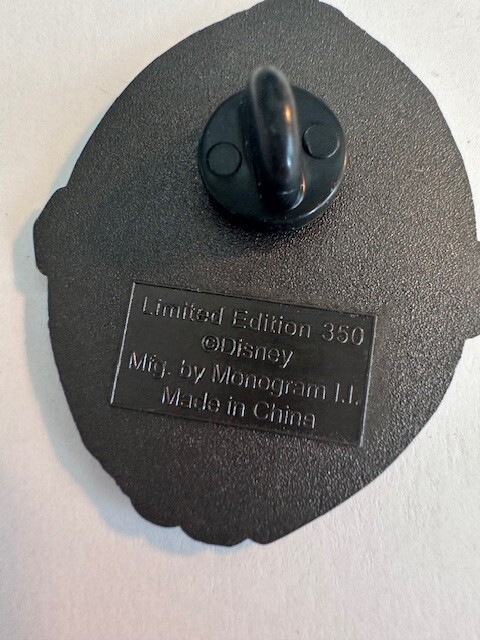 Limited Edition 350
©Disney
Mfg. by Monogram I.I.
Made in China